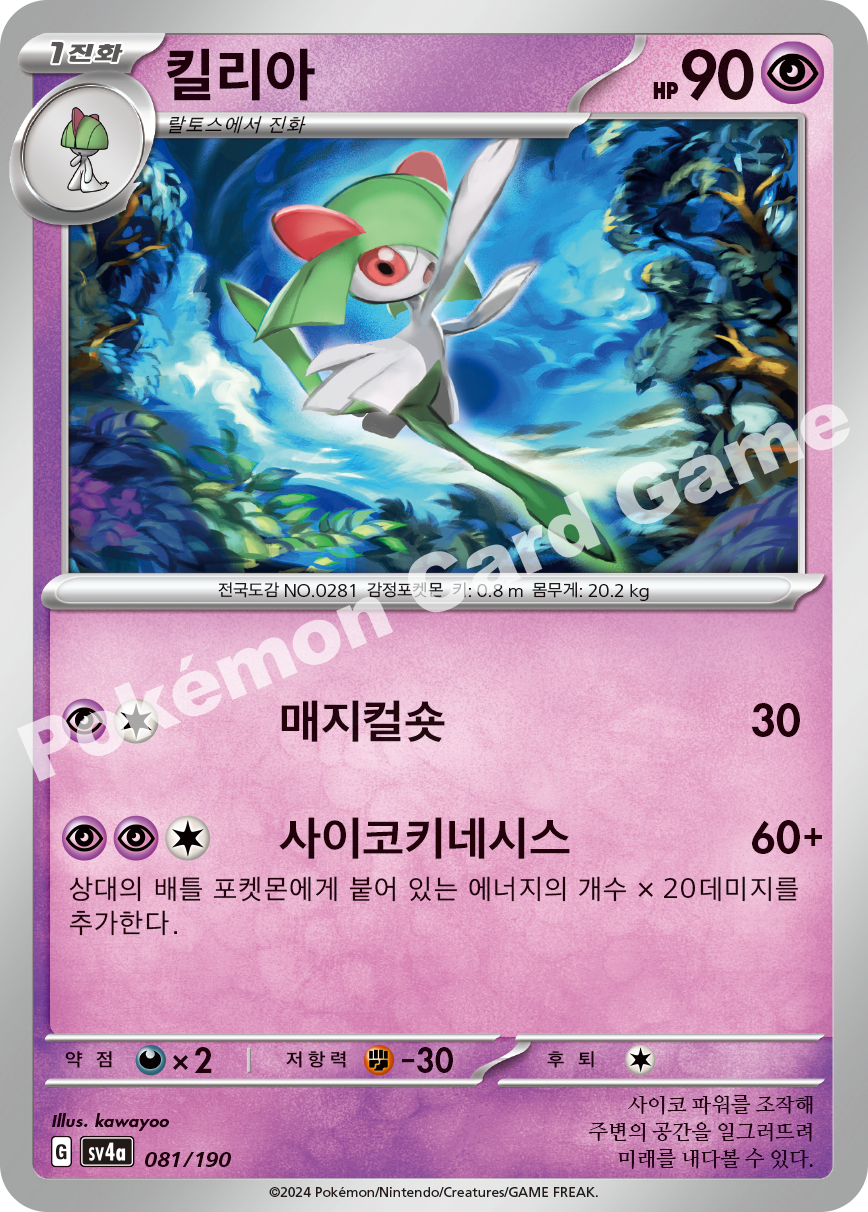 1진화
킬리아
HP 90
랄토스에서 진화
전국도감 NO.0281 감정포켓몬 키: 0.8 m 몸무게: 20.2 kg
매지컬숏 30
사이코키네시스 60+
상대의 배틀 포켓몬에게 붙어 있는 에너지의 개수 × 20데미지를
추가한다.
약점 ×2 저항력 -30 후퇴
Illus. kawayoo
사이코 파워를 조작해
주변의 공간을 일그러뜨려
미래를 내다볼 수 있다.
G sv4a 081/190
©2024 Pokémon/Nintendo/Creatures/GAME FREAK.
Pokémon Card Game